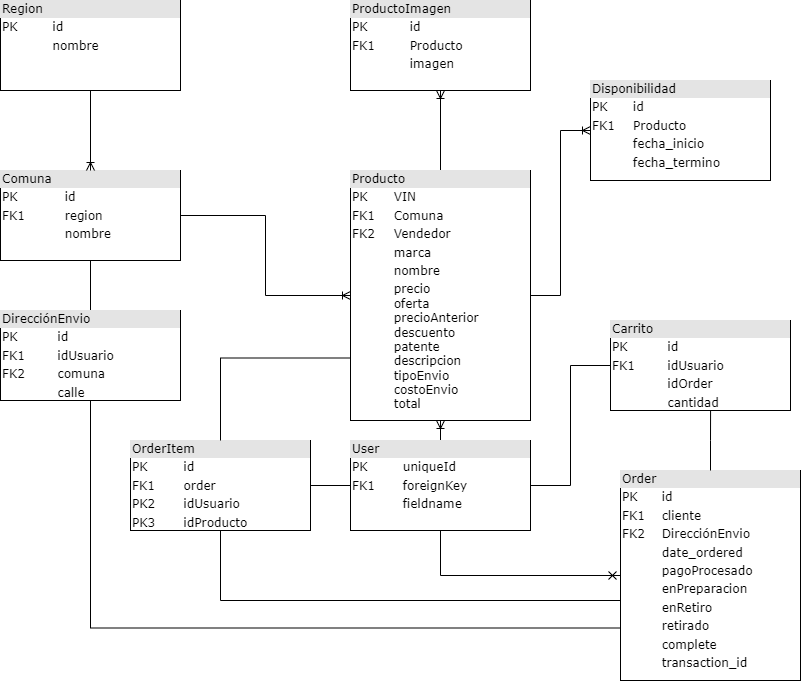 Region
PK id
nombre
ProductoImagen
PK id
FK1 Producto
imagen
Disponibilidad
PK id
FK1 Producto
fecha_inicio
fecha_termino
Comuna
PK id
FK1 region
nombre
Producto
PK VIN
FK1 Comuna
FK2 Vendedor
marca
nombre
precio
oferta
precioAnterior
descuento
patente
descripcion
tipoEnvio
costoEnvio
total
DirecciónEnvio
PK id
FK1 idUsuario
FK2 comuna
calle
Carrito
PK id
FK1 idUsuario
idOrder
cantidad
OrderItem
PK id
FK1 order
PK2 idUsuario
PK3 idProducto
User
PK uniqueId
FK1 foreignKey
fieldname
Order
PK id
FK1 cliente
FK2 DirecciónEnvio
date_ordered
pagoProcesado
enPreparacion
enRetiro
retirado
complete
transaction_id